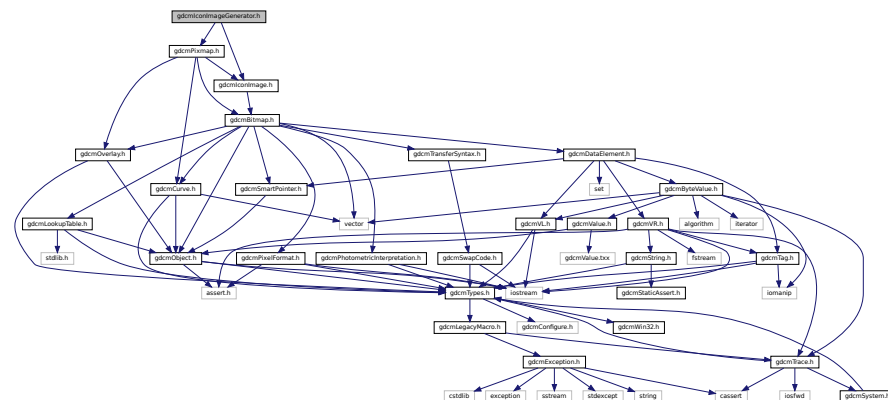 gdcmIconImageGenerator.h
gdcmPixmap.h
gdcmIconImage.h
gdcmBitmap.h
gdcmOverlay.h
gdcmTransferSyntax.h
gdcmDataElement.h
gdcmCurve.h
gdcmSmartPointer.h
set
gdcmByteValue.h
gdcmLookupTable.h
vector
gdcmVL.h
gdcmValue.h
gdcmVR.h
algorithm
iterator
stdlib.h
gdcmObject.h
gdcmPixelFormat.h
gdcmPhotometricInterpretation.h
gdcmSwapCode.h
gdcmValue.txx
gdcmString.h
fstream
gdcmTag.h
assert.h
gdcmTypes.h
iostream
gdcmStaticAssert.h
iomanip
gdcmLegacyMacro.h
gdcmConfigure.h
gdcmWin32.h
gdcmException.h
gdcmTrace.h
cstdlib
exception
sstream
stdexcept
string
cassert
iosfwd
gdcmSystem.h